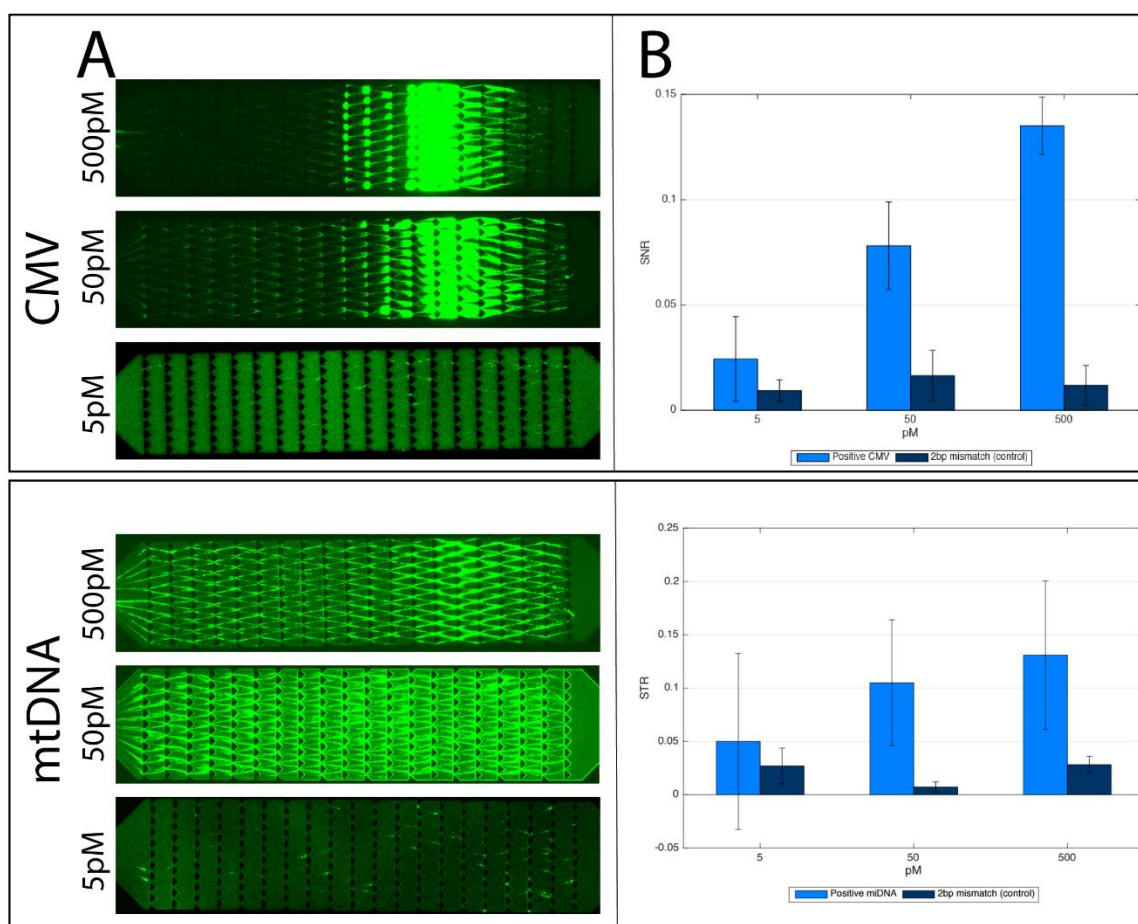 A
B
CMV
500pM
50pM
5pM
0.15
0.1
0.05
0
SNR
5
50
500
pM
Positive CMV
2bp mismatch (control)
mtDNA
500pM
50pM
5pM
0.25
0.2
0.15
0.1
0.05
0
-0.05
STR
5
50
500
pM
Positive miDNA
2bp mismatch (control)